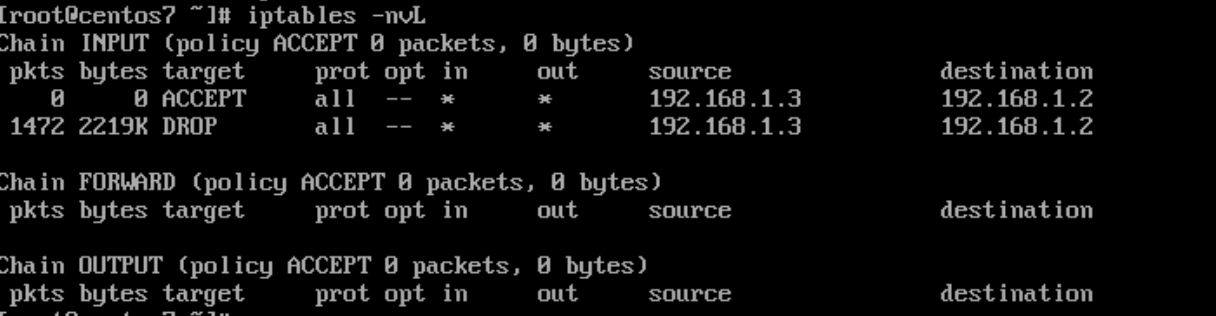 [root@centos7 ~]# iptables -nvL
Chain INPUT (policy ACCEPT 0 packets, 0 bytes)
pkts bytes target prot opt in out source destination
0 0 ACCEPT all -- * * 192.168.1.3 192.168.1.2
1472 2219K DROP all -- * * 192.168.1.3 192.168.1.2
Chain FORWARD (policy ACCEPT 0 packets, 0 bytes)
pkts bytes target prot opt in out source destination
Chain OUTPUT (policy ACCEPT 0 packets, 0 bytes)
pkts bytes target prot opt in out source destination